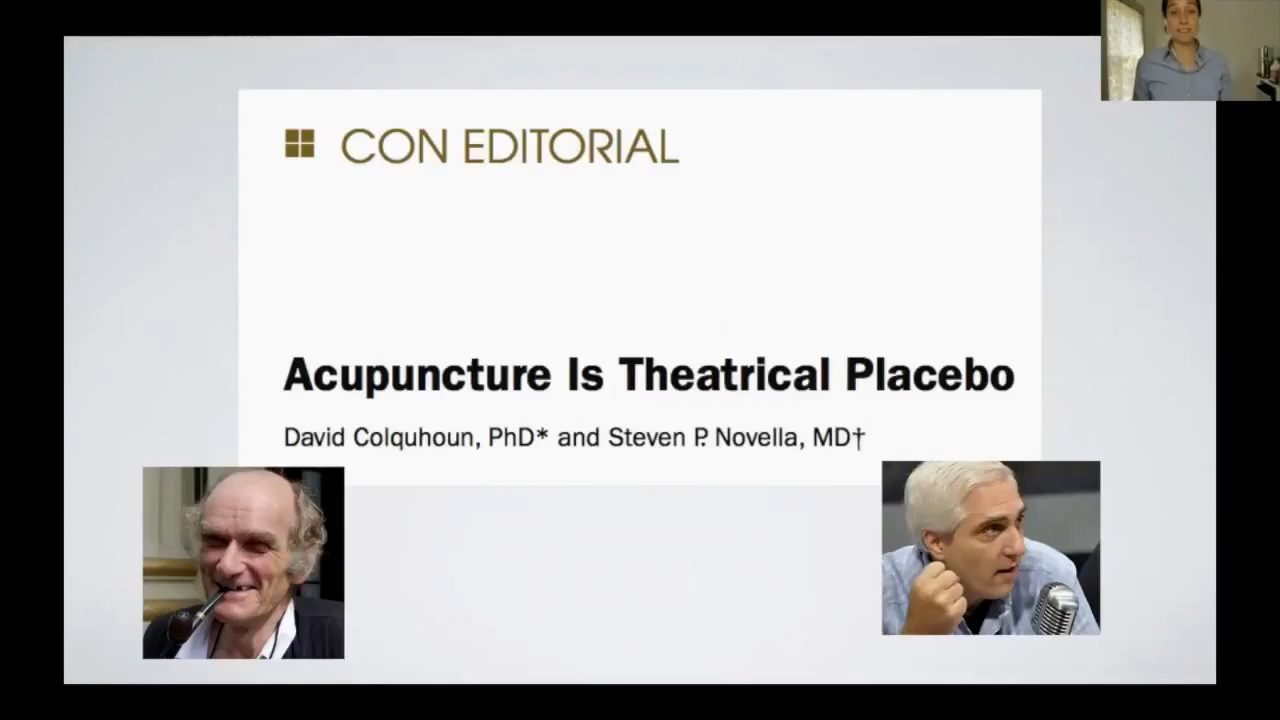 CON EDITORIAL
Acupuncture Is Theatrical Placebo
David Colquhoun, PhD* and Steven P. Novella, MD†